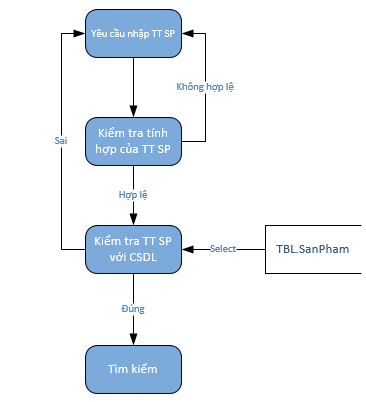 Yêu cầu nhập TT SP
Không hợp lệ
Kiểm tra tính
hợp của TT SP
Sai
Hợp lệ
Kiểm tra TT SP
với CSDL
Select
TBL.SanPham
Đúng
Tìm kiếm